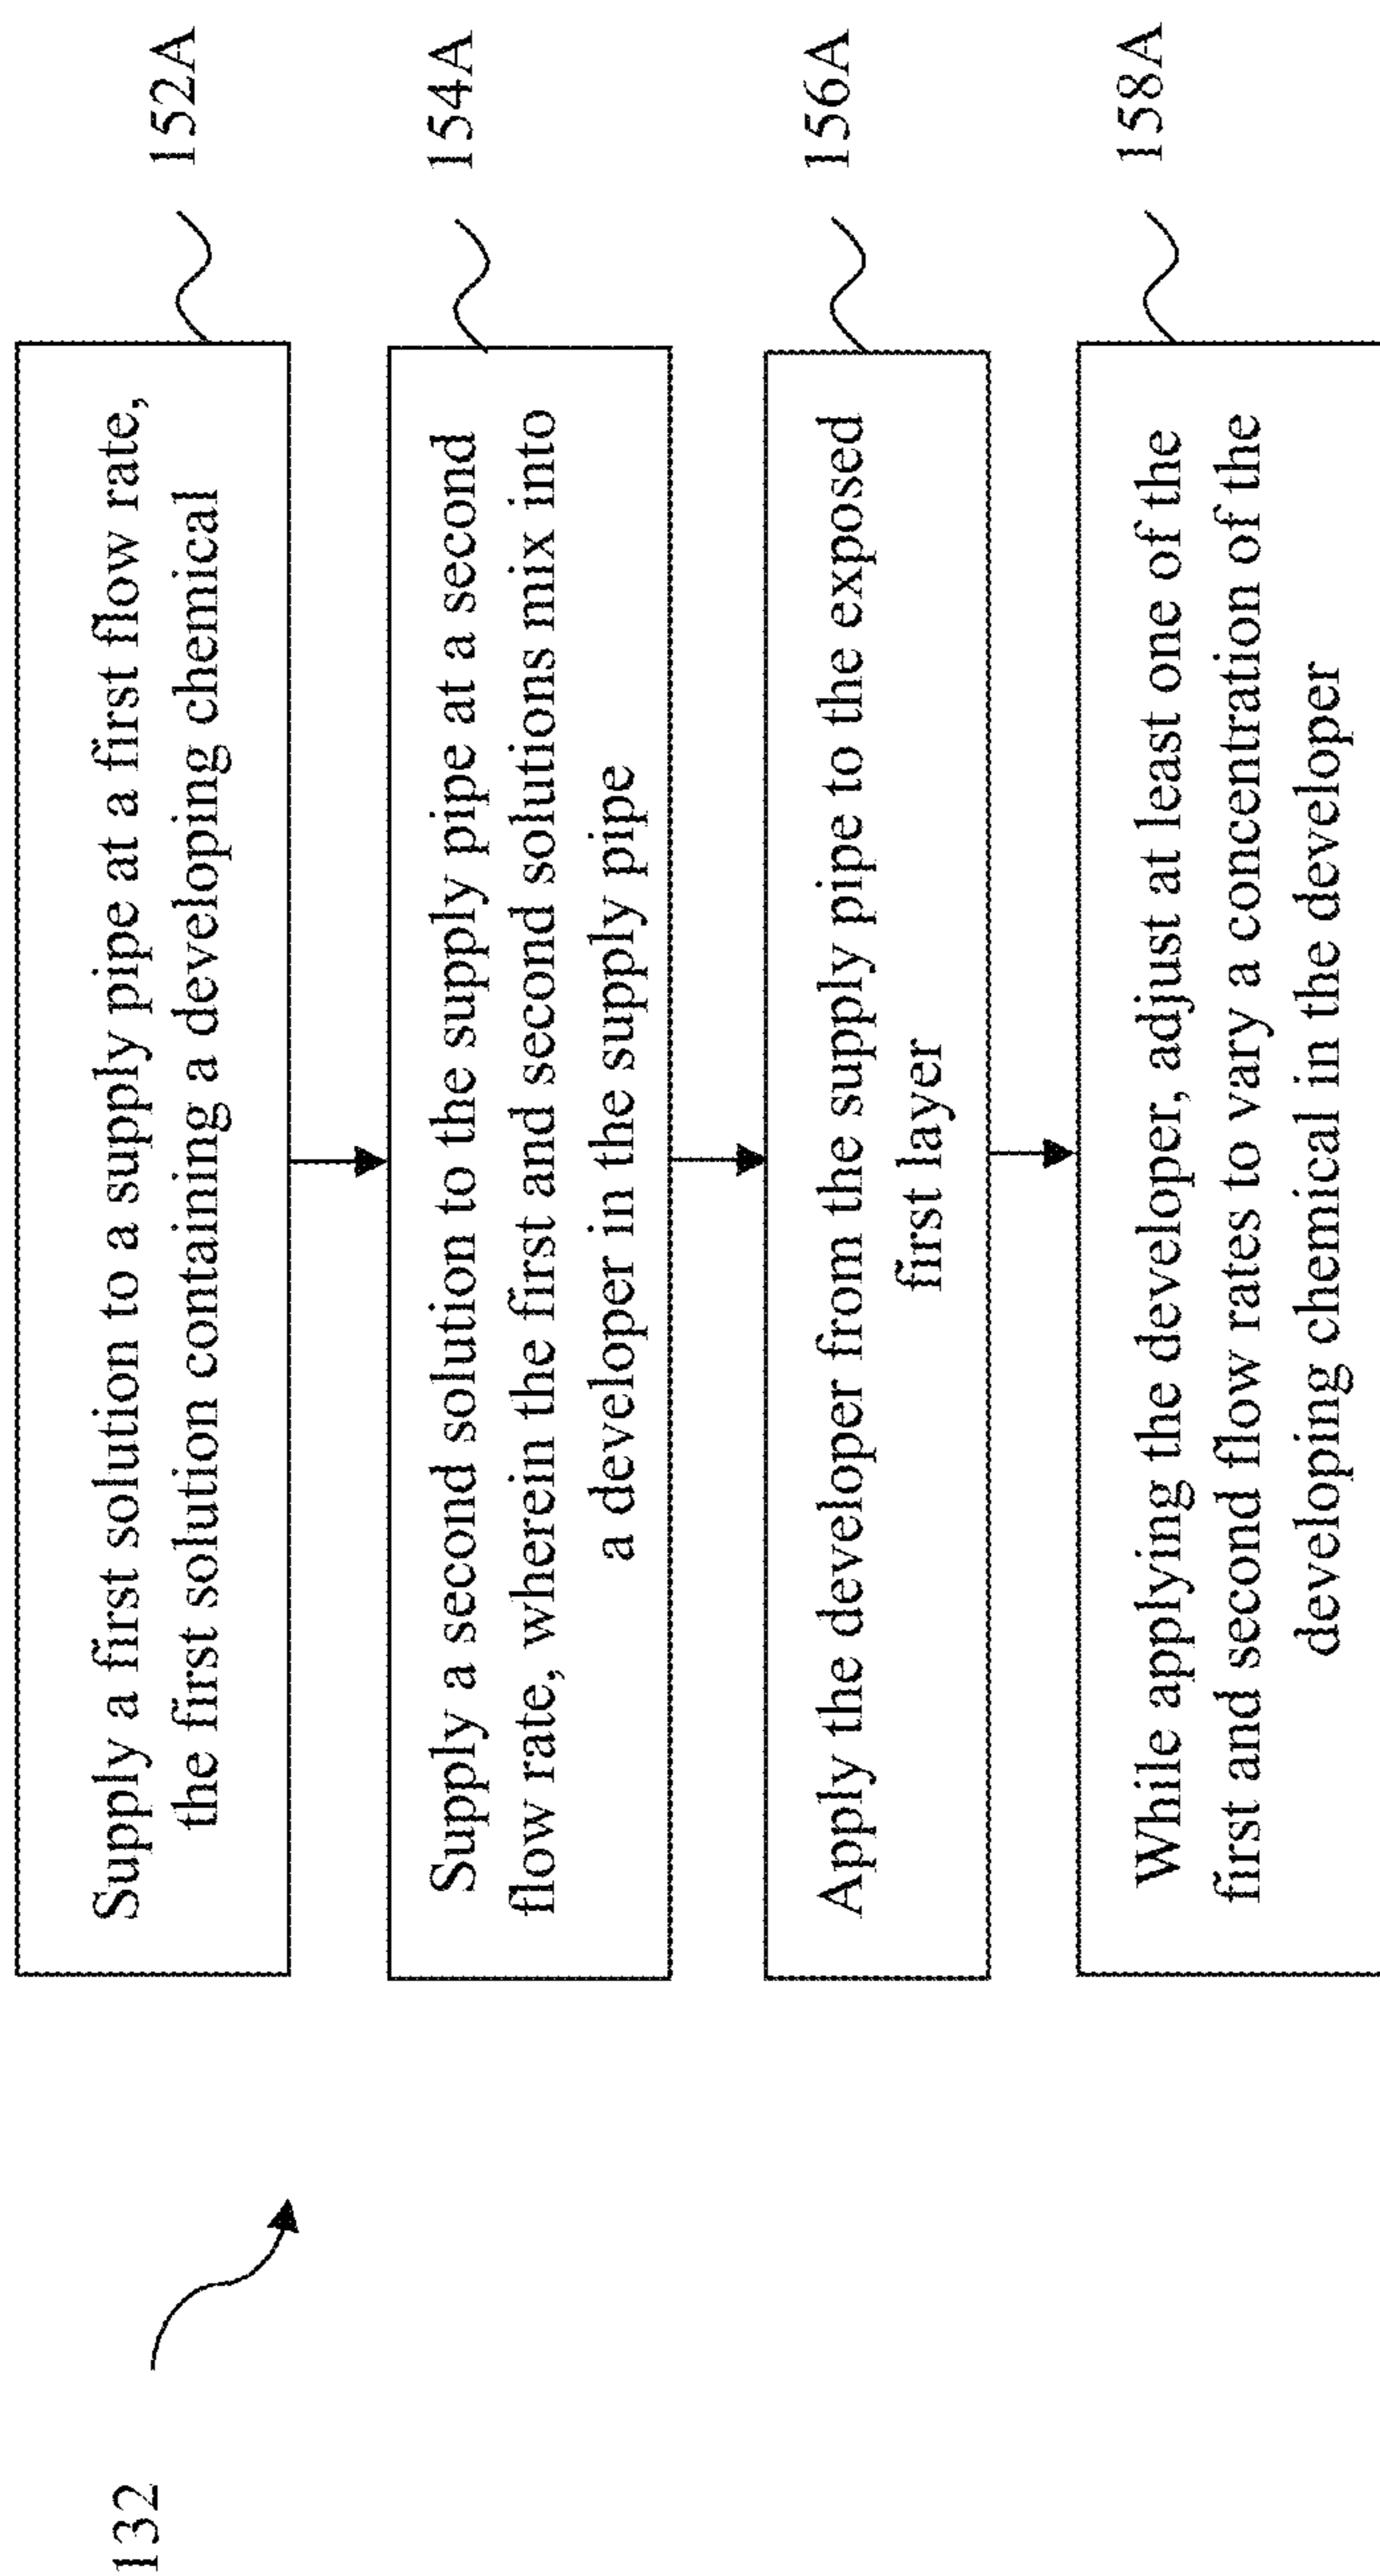 132
Supply a first solution to a supply pipe at a first flow rate,
the first solution containing a developing chemical
152A
Supply a second solution to the supply pipe at a second
flow rate, wherein the first and second solutions mix into
a developer in the supply pipe
154A
Apply the developer from the supply pipe to the exposed
first layer
156A
While applying the developer, adjust at least one of the
first and second flow rates to vary a concentration of the
developing chemical in the developer
158A